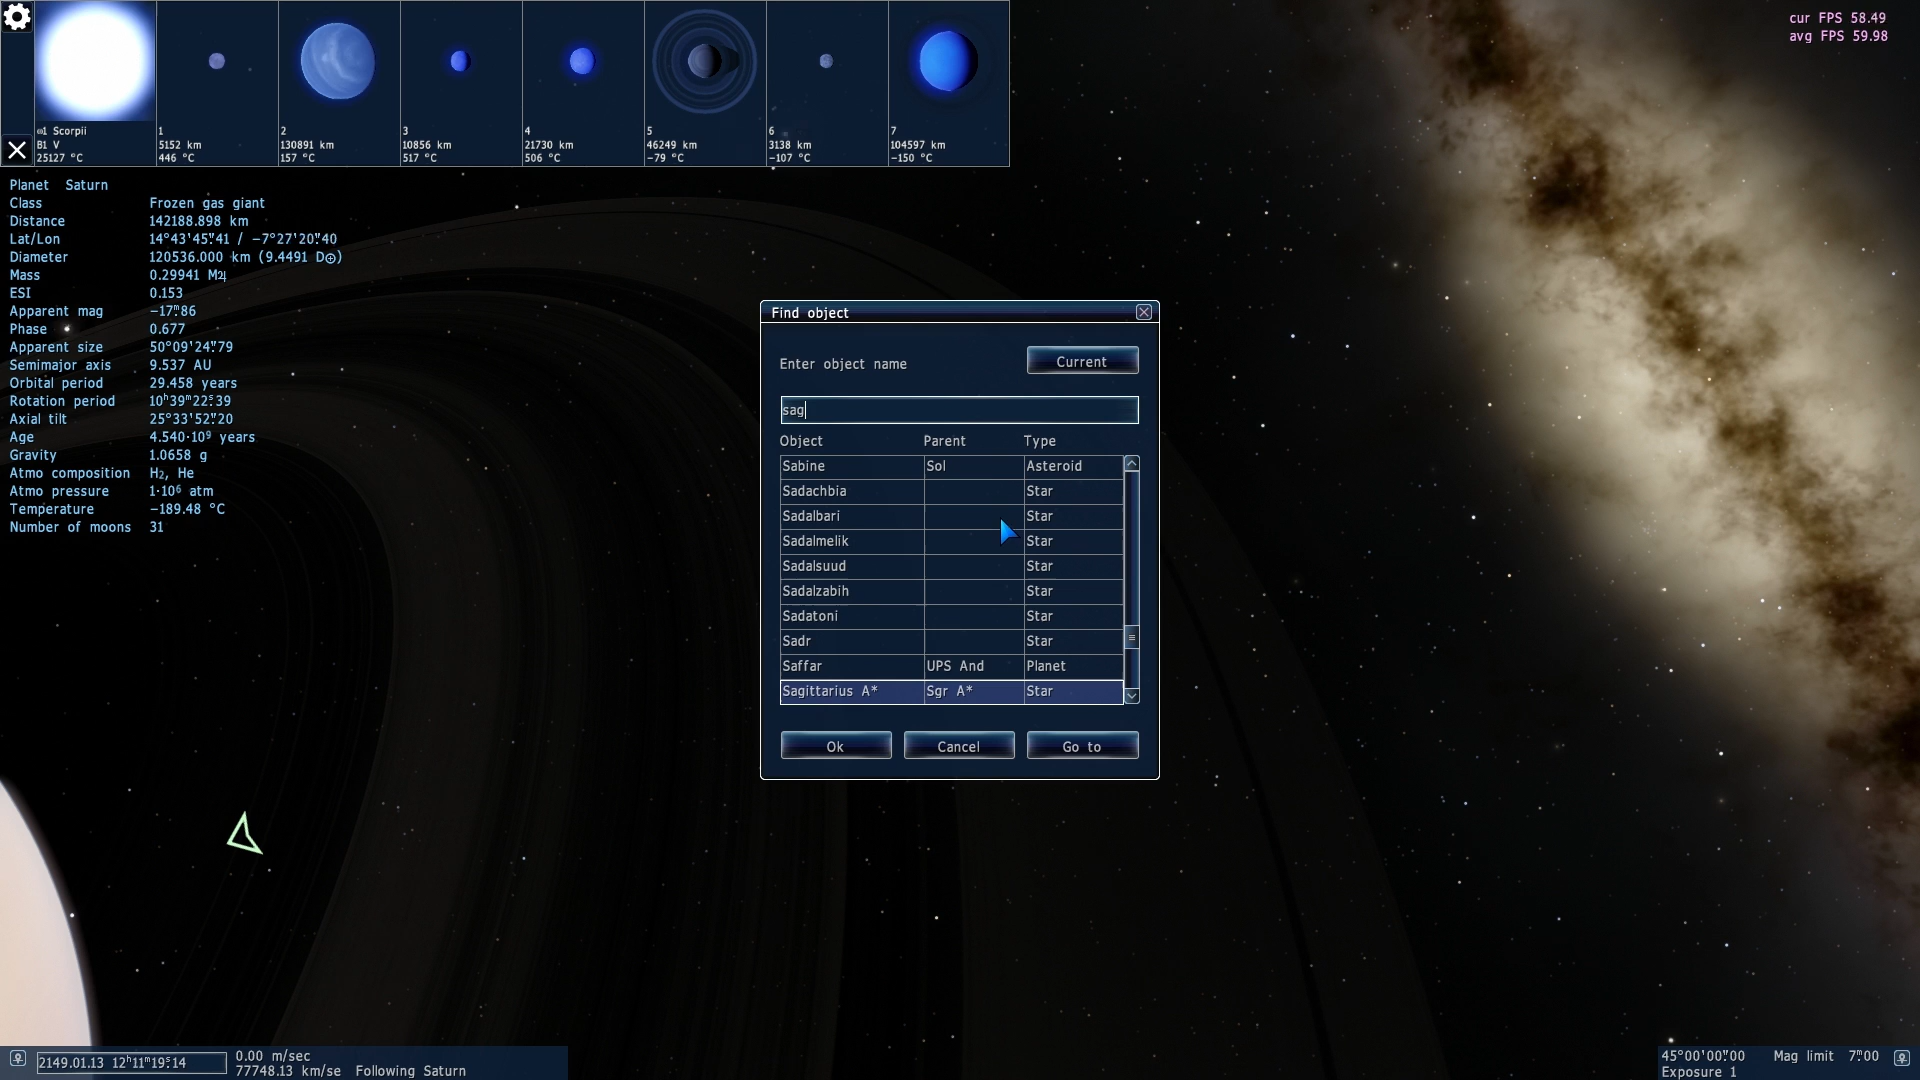 cur FPS 58.49
avg FPS 59.98
ω1 Scorpii
B1 V
25127 °C
1
5152 km
446 °C
2
130891 km
157 °C
3
10856 km
517 °C
4
21730 km
506 °C
5
46249 km
−79 °C
6
3138 km
−107 °C
7
104597 km
−150 °C
Planet Saturn
Class Frozen gas giant
Distance 142188.898 km
Lat/Lon 14°43'45"41 / −7°27'20"40
Diameter 120536.000 km (9.4491 D⊕)
Mass 0.29941 M♃
ESI 0.153
Apparent mag −17ᵐ86
Phase 0.677
Apparent size 50°09'24"79
Semimajor axis 9.537 AU
Orbital period 29.458 years
Rotation period 10ʰ39ᵐ22ˢ39
Axial tilt 25°33'52"20
Age 4.540·10⁹ years
Gravity 1.0658 g
Atmo composition H₂, He
Atmo pressure 1·10⁶ atm
Temperature −189.48 °C
Number of moons 31
Find object
Enter object name
Current
sag
Object Parent Type
Sabine Sol Asteroid
Sadachbia Star
Sadalbari Star
Sadalmelik Star
Sadalsuud Star
Sadalzabih Star
Sadatoni Star
Sadr Star
Saffar UPS And Planet
Sagittarius A* Sgr A* Star
Ok Cancel Go to
2149.01.13 12ʰ11ᵐ19ˢ14
0.00 m/sec
77748.13 km/se Following Saturn
45°00'00"00 Mag limit 7ᵐ00
Exposure 1